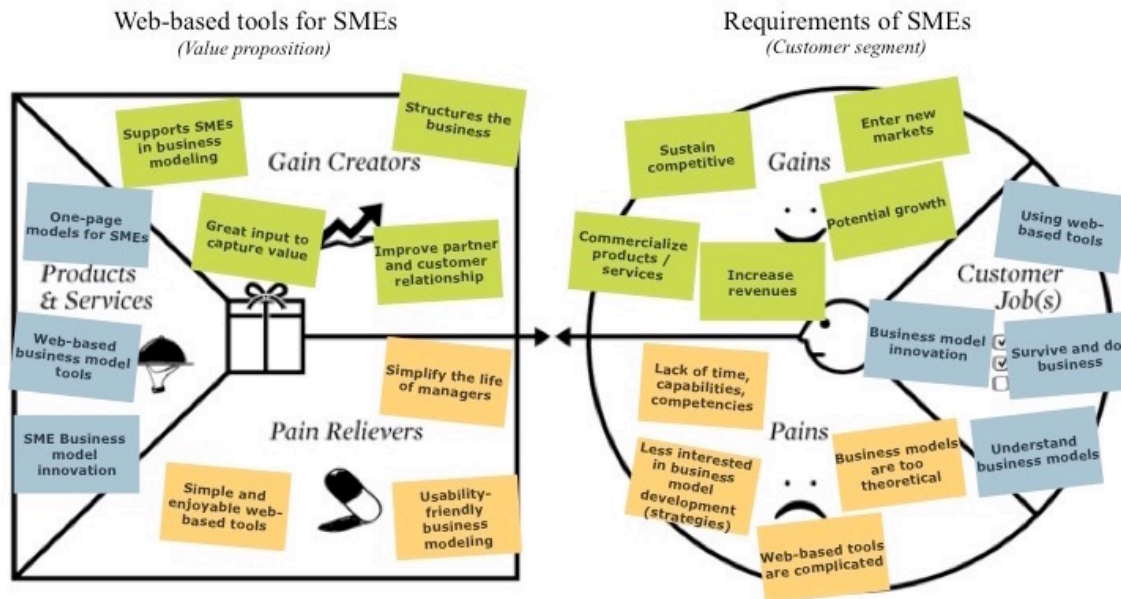 Web-based tools for SMEs
(Value proposition)
Supports SMEs
in business
modeling
Structures the
business
Gain Creators
One-page
models for SMEs
Great input to
capture value
Improve partner
and customer
relationship
Products
& Services
Web-based
business model
tools
Simplify the life
of managers
SME Business
model
innovation
Pain Relievers
Simple and
enjoyable web-
based tools
Usability-
friendly
business
modeling
Requirements of SMEs
(Customer segment)
Enter new
markets
Sustain
competitive
Gains
Potential growth
Using web-
based tools
Commercialize
products /
services
Increase
revenues
Customer
Job(s)
Business model
innovation
Survive and do
business
Lack of time,
capabilities,
competencies
Pains
Less interested
in business
model
development
(strategies)
Business models
are too
theoretical
Understand
business models
Web-based tools
are complicated